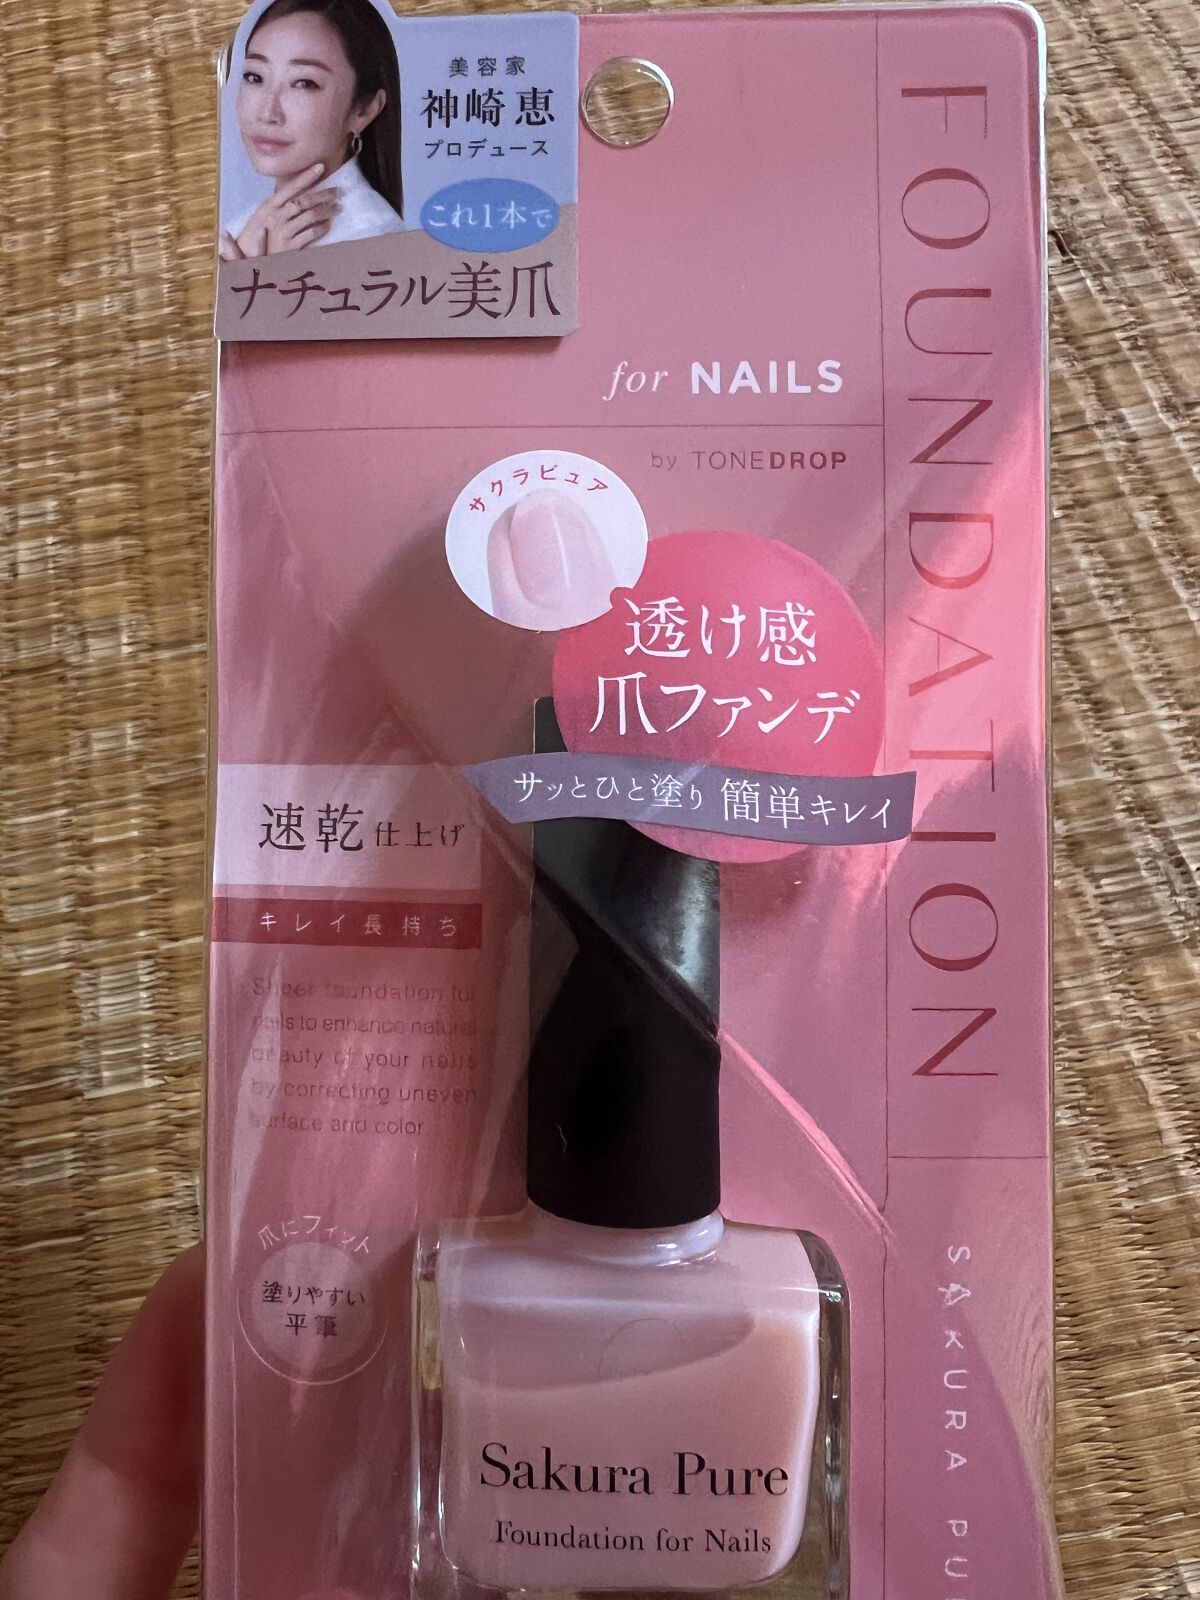 美容家
神崎 恵
プロデュース
これ1本で
ナチュラル美爪
FOUNDATION
for NAILS
by TONEDROP
サクラピュア
透け感
爪ファンデ
サッとひと塗り 簡単キレイ
速乾 仕上げ
キレイ長持ち
Sheer foundation for
nails to enhance natural
beauty of your nails
by correcting uneven
surface and color.
爪にフィット
塗りやすい
平筆
SAKURA PU
Sakura Pure
Foundation for Nails